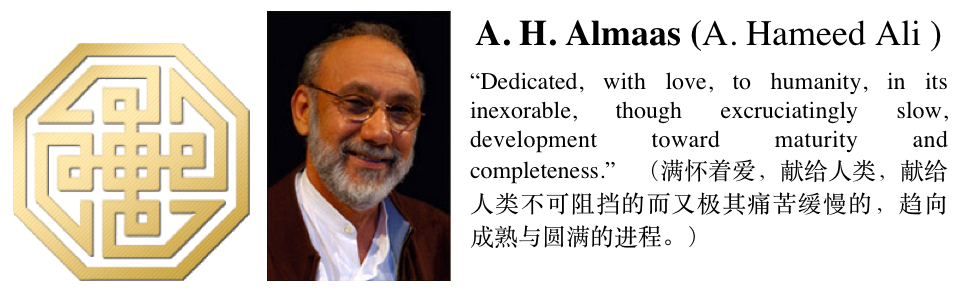 A. H. Almaas (A. Hameed Ali )
“Dedicated, with love, to humanity, in its
inexorable, though excruciatingly slow,
development toward maturity and
completeness.” （满怀着爱，献给人类，献给
人类不可阻挡的而又极其痛苦缓慢的，趋向
成熟与圆满的进程。）